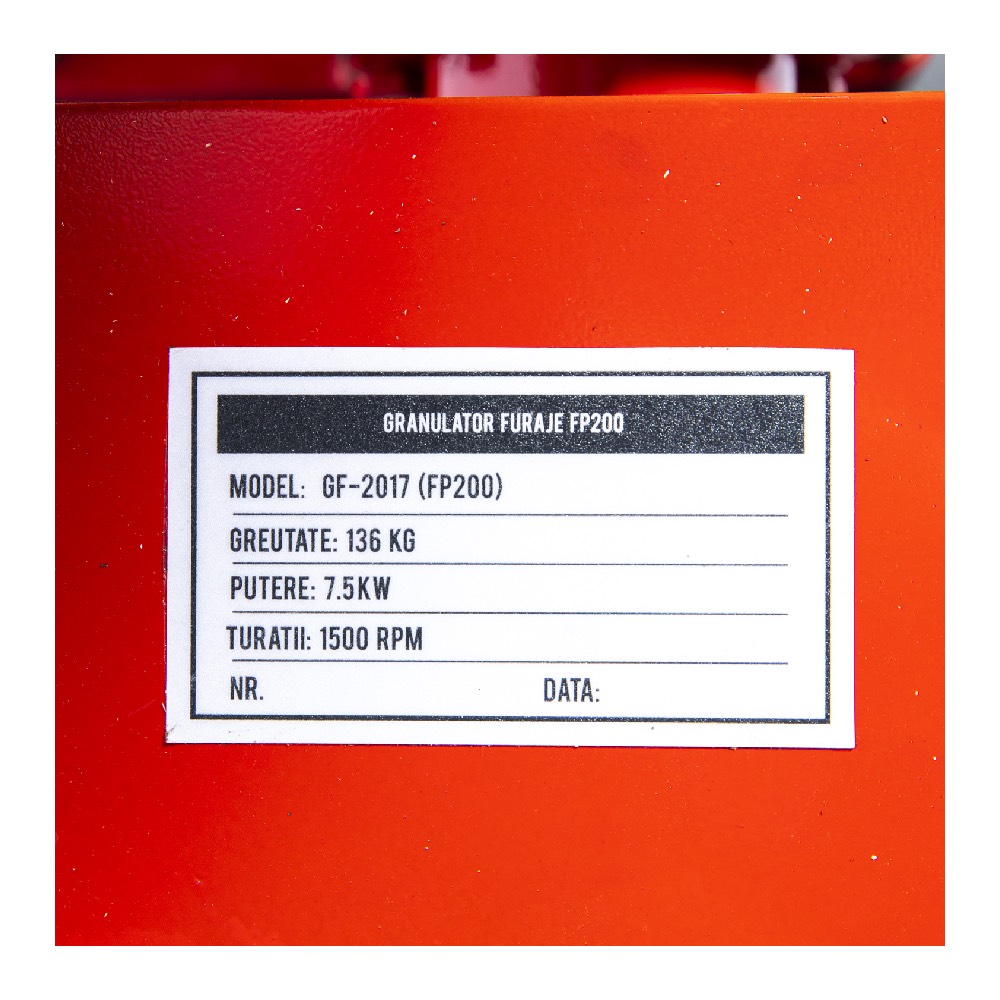 GRANULATOR FURAJE FP200
MODEL: GF-2017 (FP200)
GREUTATE: 136 KG
PUTERE: 7.5KW
TURATII: 1500 RPM
NR. DATA: